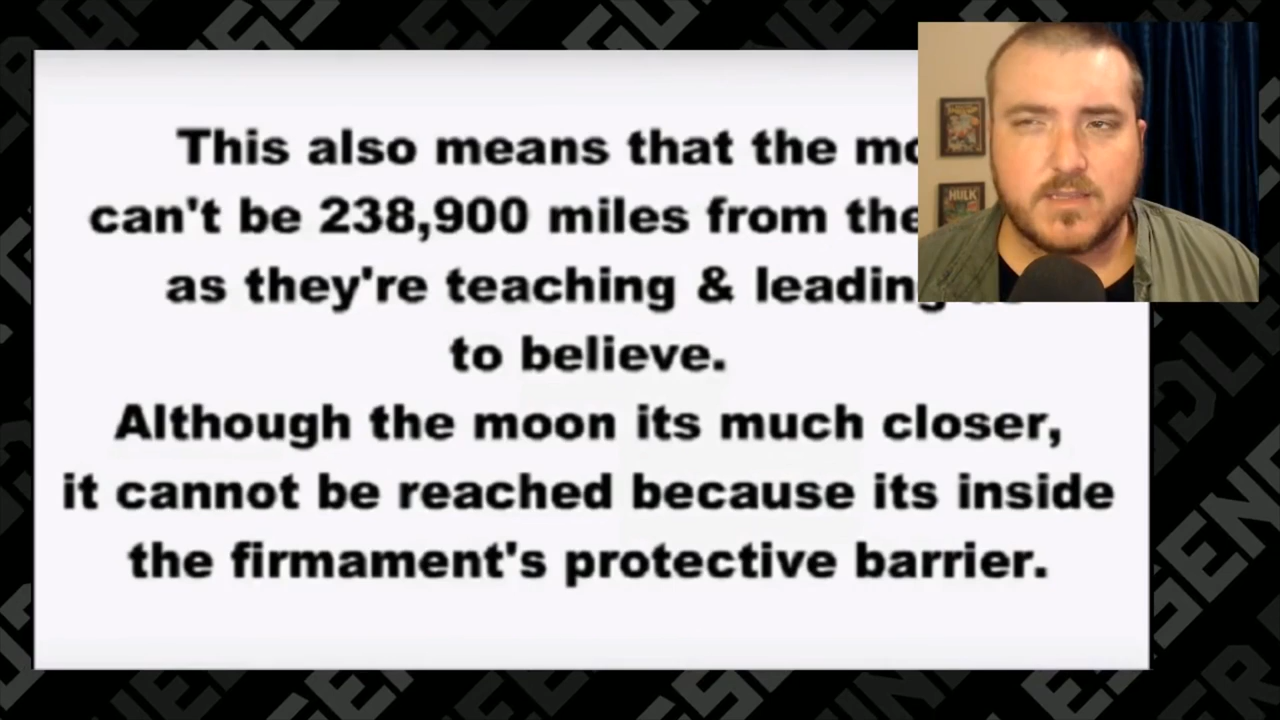 This also means that the
can't be 238,900 miles from the
as they're teaching & leading
to believe.
Although the moon its much closer,
it cannot be reached because its inside
the firmament's protective barrier.
HULK